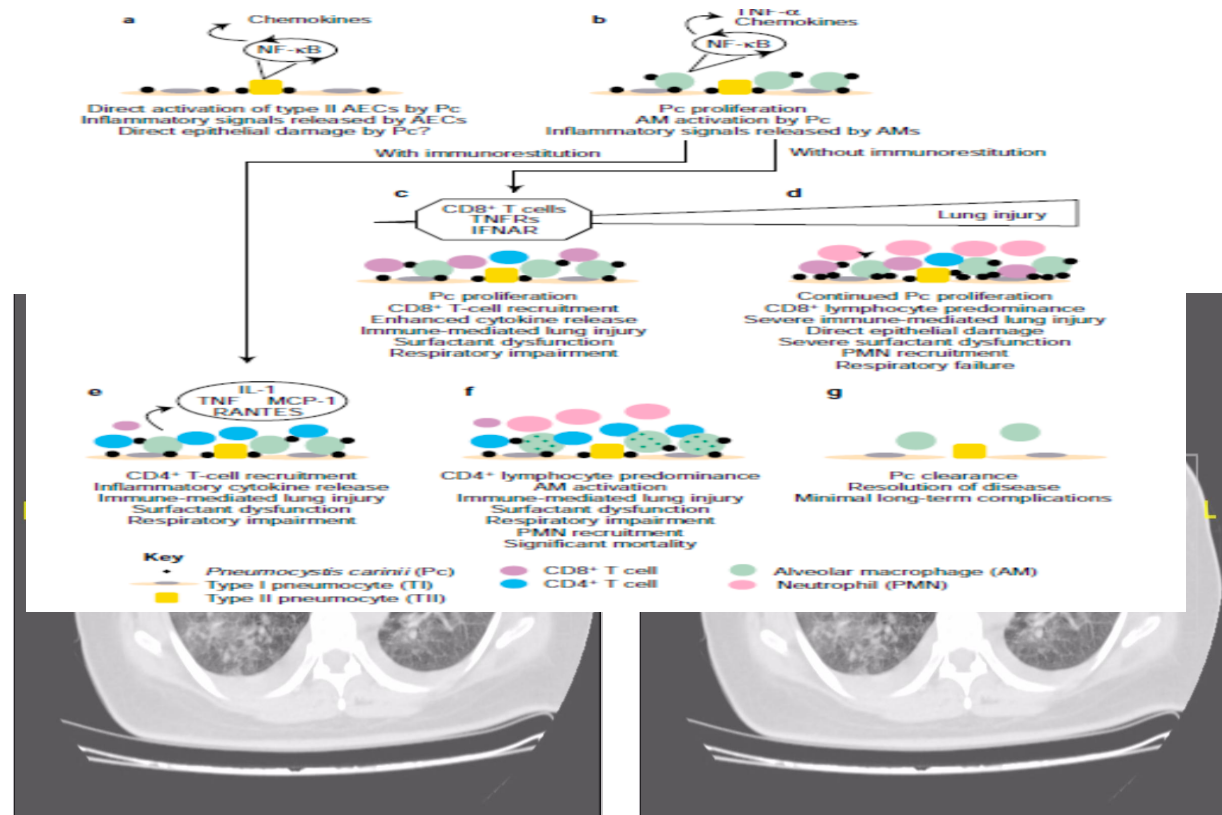 a
Chemokines
NF-κB
Direct activation of type II AECs by Pc
Inflammatory signals released by AECs
Direct epithelial damage by Pc?
b
TNF-α
Chemokines
NF-κB
Pc proliferation
AM activation by Pc
Inflammatory signals released by AMs
With immunorestitution
Without immunorestitution
c
CD8⁺ T cells
TNFRs
IFNAR
Pc proliferation
CD8⁺ T-cell recruitment
Enhanced cytokine release
Immune-mediated lung injury
Surfactant dysfunction
Respiratory impairment
d
Lung injury
Continued Pc proliferation
CD8⁺ lymphocyte predominance
Severe immune-mediated lung injury
Direct epithelial damage
Severe surfactant dysfunction
PMN recruitment
Respiratory failure
e
IL-1
TNF MCP-1
RANTES
CD4⁺ T-cell recruitment
Inflammatory cytokine release
Immune-mediated lung injury
Surfactant dysfunction
Respiratory impairment
f
CD4⁺ lymphocyte predominance
AM activation
Immune-mediated lung injury
Surfactant dysfunction
Respiratory impairment
PMN recruitment
Significant mortality
g
Pc clearance
Resolution of disease
Minimal long-term complications
Key
Pneumocystis carinii (Pc)
Type I pneumocyte (TI)
Type II pneumocyte (TII)
CD8⁺ T cell
CD4⁺ T cell
Alveolar macrophage (AM)
Neutrophil (PMN)
L